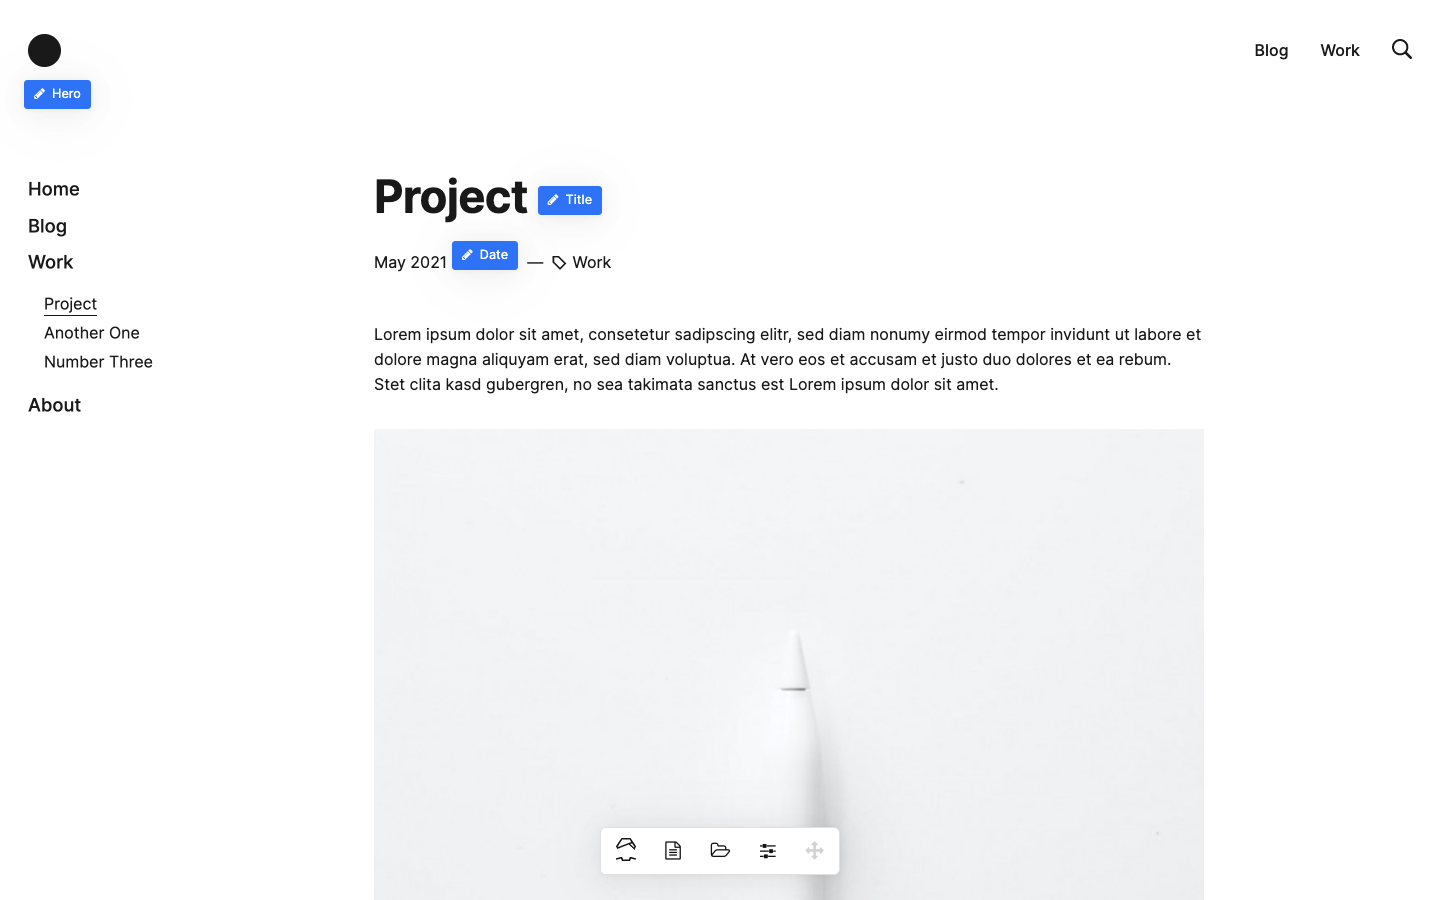 Blog
Work
Hero
Home
Blog
Work
Project
Another One
Number Three
About
Project
Title
May 2021
Date
— Work
Lorem ipsum dolor sit amet, consetetur sadipscing elitr, sed diam nonumy eirmod tempor invidunt ut labore et
dolore magna aliquyam erat, sed diam voluptua. At vero eos et accusam et justo duo dolores et ea rebum.
Stet clita kasd gubergren, no sea takimata sanctus est Lorem ipsum dolor sit amet.